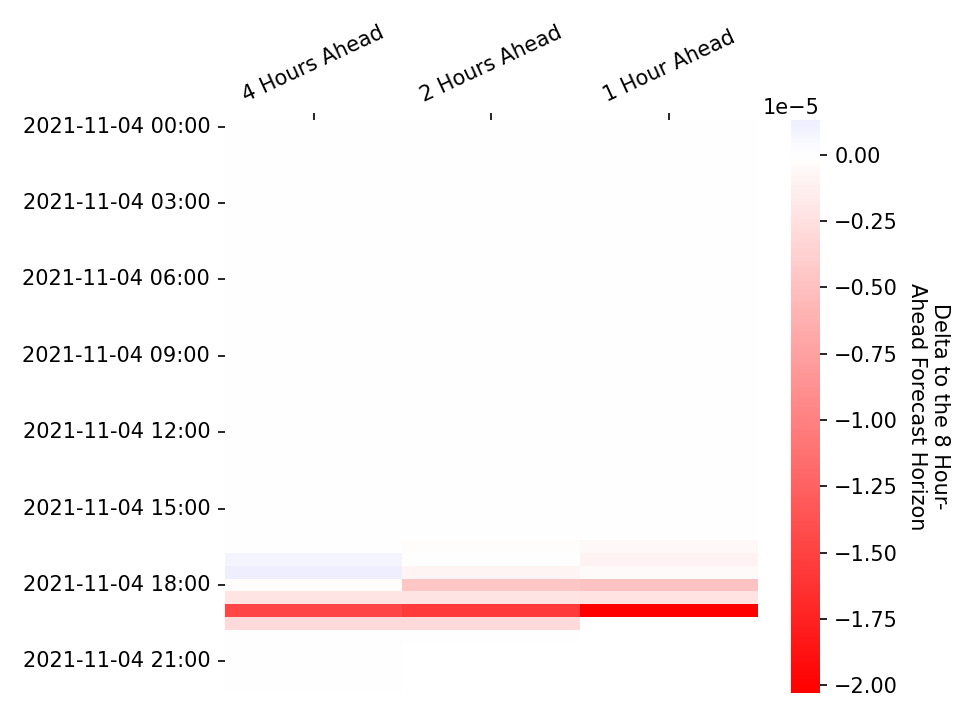 4 Hours Ahead
2 Hours Ahead
1 Hour Ahead
1e−5
2021-11-04 00:00
2021-11-04 03:00
2021-11-04 06:00
2021-11-04 09:00
2021-11-04 12:00
2021-11-04 15:00
2021-11-04 18:00
2021-11-04 21:00
0.00
−0.25
−0.50
−0.75
−1.00
−1.25
−1.50
−1.75
−2.00
Delta to the 8 Hour-
Ahead Forecast Horizon